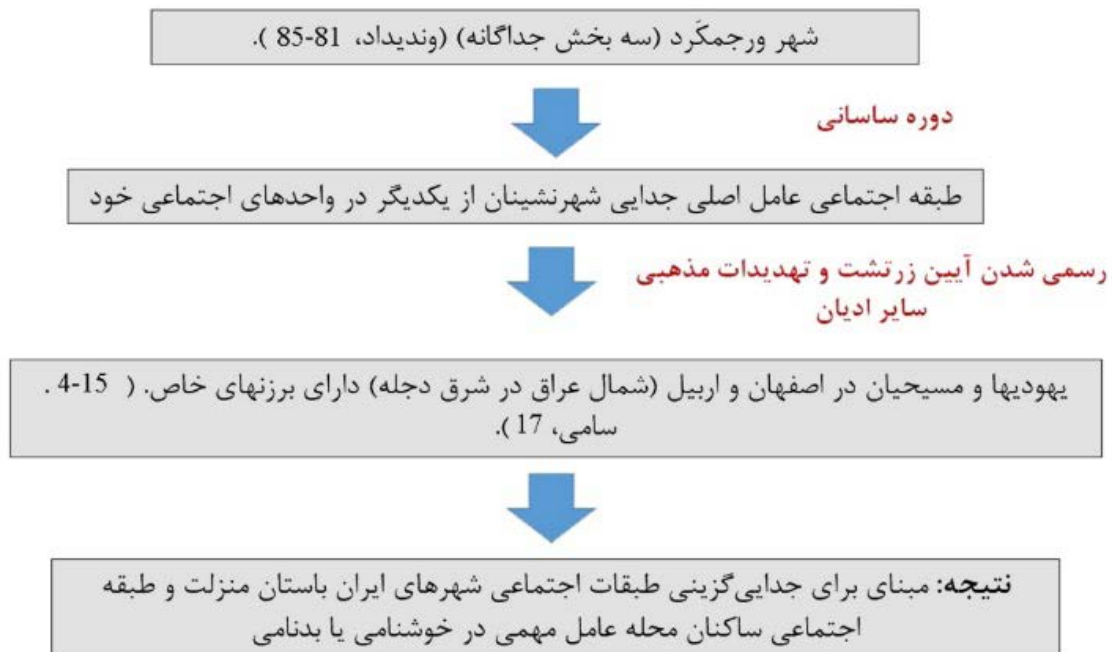 شهر ورجمکَرد (سه بخش جداگانه) (وندیداد، 81-85 ).
دوره ساسانی
طبقه اجتماعی عامل اصلی جدایی شهرنشینان از یکدیگر در واحدهای اجتماعی خود
رسمی شدن آیین زرتشت و تهدیدات مذهبی
سایر ادیان
یهودیها و مسیحیان در اصفهان و اربیل (شمال عراق در شرق دجله) دارای برزنهای خاص. ( 15-4 .
سامی، 17 ).
نتیجه: مبنای برای جدایی‌گزینی طبقات اجتماعی شهرهای ایران باستان منزلت و طبقه
اجتماعی ساکنان محله عامل مهمی در خوشنامی یا بدنامی